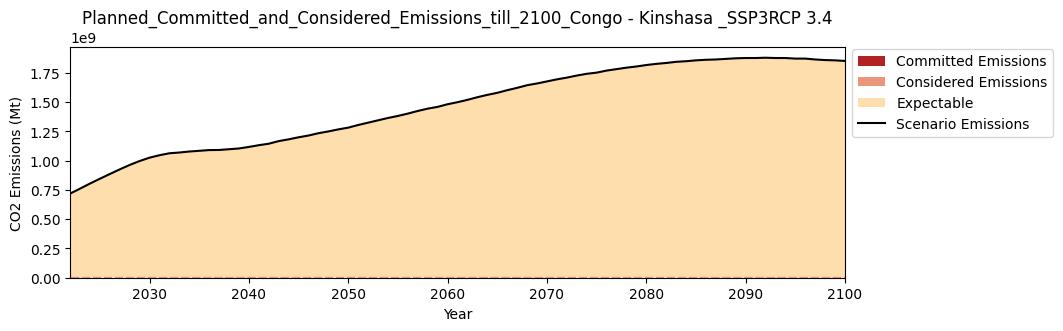 Planned_Committed_and_Considered_Emissions_till_2100_Congo - Kinshasa _SSP3RCP 3.4
1e9
1.75
1.50
1.25
1.00
0.75
0.50
0.25
0.00
CO2 Emissions (Mt)
2030 2040 2050 2060 2070 2080 2090 2100
Year
Committed Emissions
Considered Emissions
Expectable
Scenario Emissions